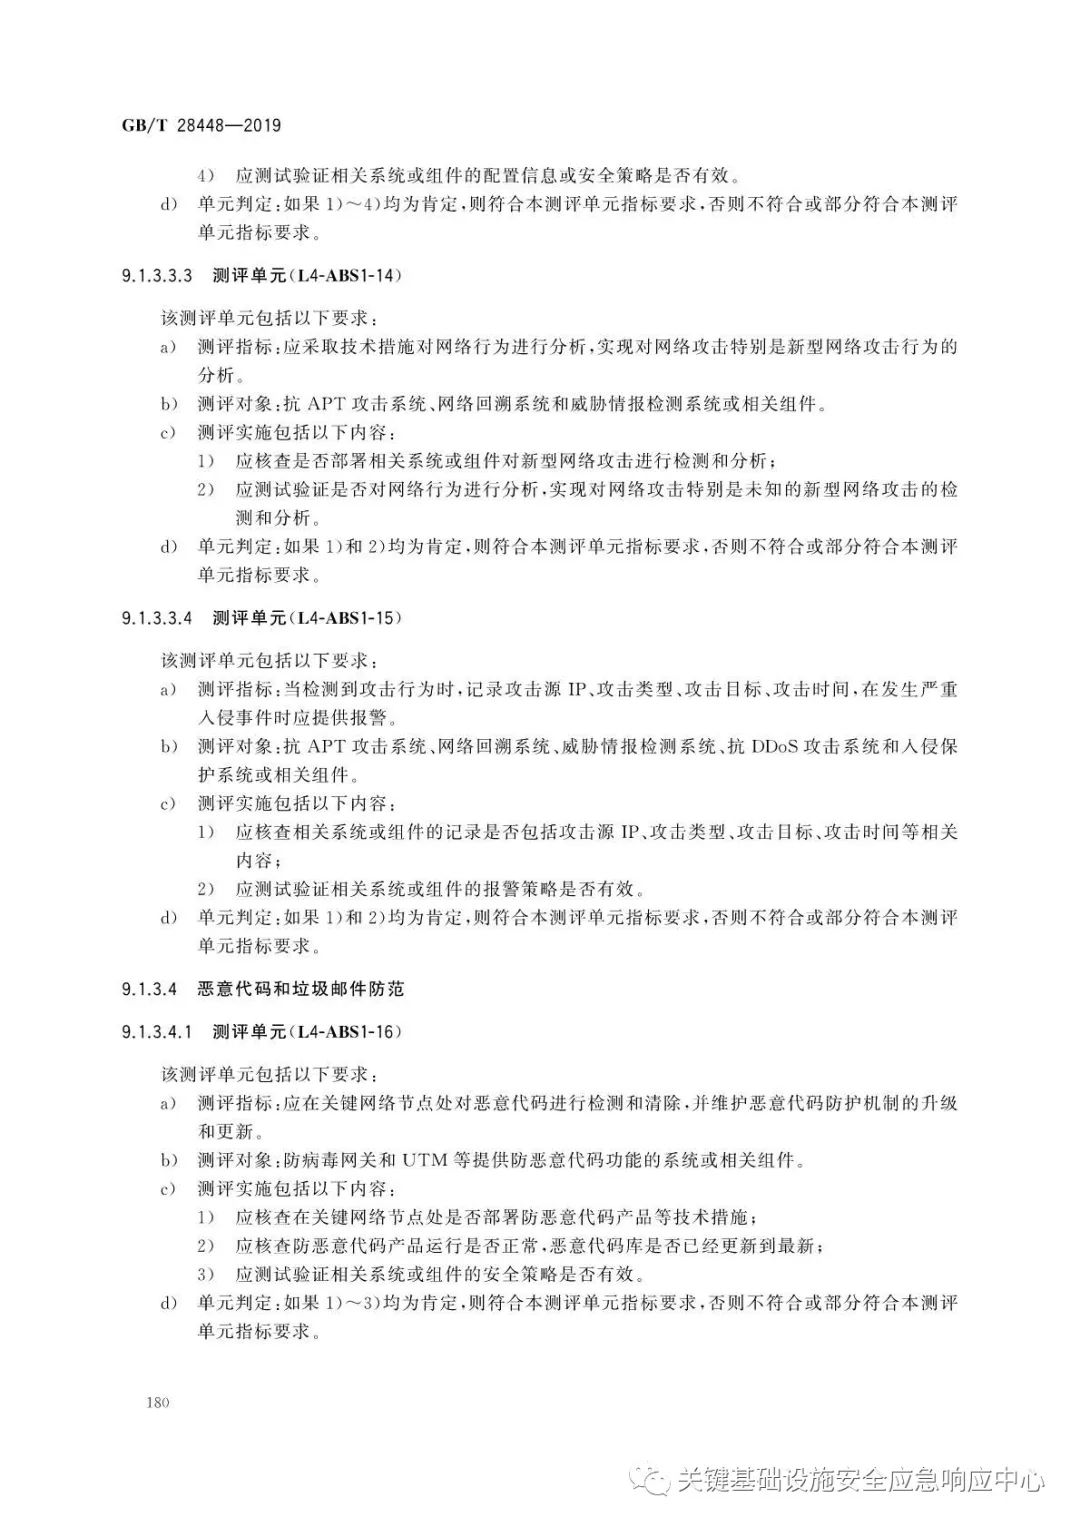 GB/T 28448—2019
4) 应测试验证相关系统或组件的配置信息或安全策略是否有效。
d) 单元判定:如果 1)～4)均为肯定,则符合本测评单元指标要求,否则不符合或部分符合本测评
单元指标要求。
9.1.3.3.3 测评单元(L4-ABS1-14)
该测评单元包括以下要求:
a) 测评指标:应采取技术措施对网络行为进行分析,实现对网络攻击特别是新型网络攻击行为的
分析。
b) 测评对象:抗 APT 攻击系统、网络回溯系统和威胁情报检测系统或相关组件。
c) 测评实施包括以下内容:
1) 应核查是否部署相关系统或组件对新型网络攻击进行检测和分析;
2) 应测试验证是否对网络行为进行分析,实现对网络攻击特别是未知的新型网络攻击的检
测和分析。
d) 单元判定:如果 1)和 2)均为肯定,则符合本测评单元指标要求,否则不符合或部分符合本测评
单元指标要求。
9.1.3.3.4 测评单元(L4-ABS1-15)
该测评单元包括以下要求:
a) 测评指标:当检测到攻击行为时,记录攻击源 IP、攻击类型、攻击目标、攻击时间,在发生严重
入侵事件时应提供报警。
b) 测评对象:抗 APT 攻击系统、网络回溯系统、威胁情报检测系统、抗 DDoS 攻击系统和入侵保
护系统或相关组件。
c) 测评实施包括以下内容:
1) 应核查相关系统或组件的记录是否包括攻击源 IP、攻击类型、攻击目标、攻击时间等相关
内容;
2) 应测试验证相关系统或组件的报警策略是否有效。
d) 单元判定:如果 1)和 2)均为肯定,则符合本测评单元指标要求,否则不符合或部分符合本测评
单元指标要求。
9.1.3.4 恶意代码和垃圾邮件防范
9.1.3.4.1 测评单元(L4-ABS1-16)
该测评单元包括以下要求:
a) 测评指标:应在关键网络节点处对恶意代码进行检测和清除,并维护恶意代码防护机制的升级
和更新。
b) 测评对象:防病毒网关和 UTM 等提供防恶意代码功能的系统或相关组件。
c) 测评实施包括以下内容:
1) 应核查在关键网络节点处是否部署防恶意代码产品等技术措施;
2) 应核查防恶意代码产品运行是否正常,恶意代码库是否已经更新到最新;
3) 应测试验证相关系统或组件的安全策略是否有效。
d) 单元判定:如果 1)～3)均为肯定,则符合本测评单元指标要求,否则不符合或部分符合本测评
单元指标要求。
180
关键基础设施安全应急响应中心